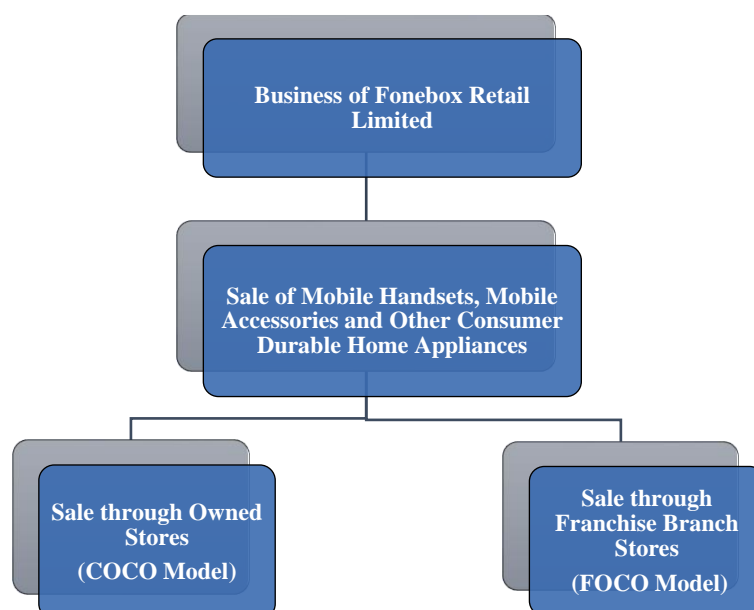 Business of Fonebox Retail
Limited
Sale of Mobile Handsets, Mobile
Accessories and Other Consumer
Durable Home Appliances
Sale through Owned
Stores
(COCO Model)
Sale through
Franchise Branch
Stores
(FOCO Model)